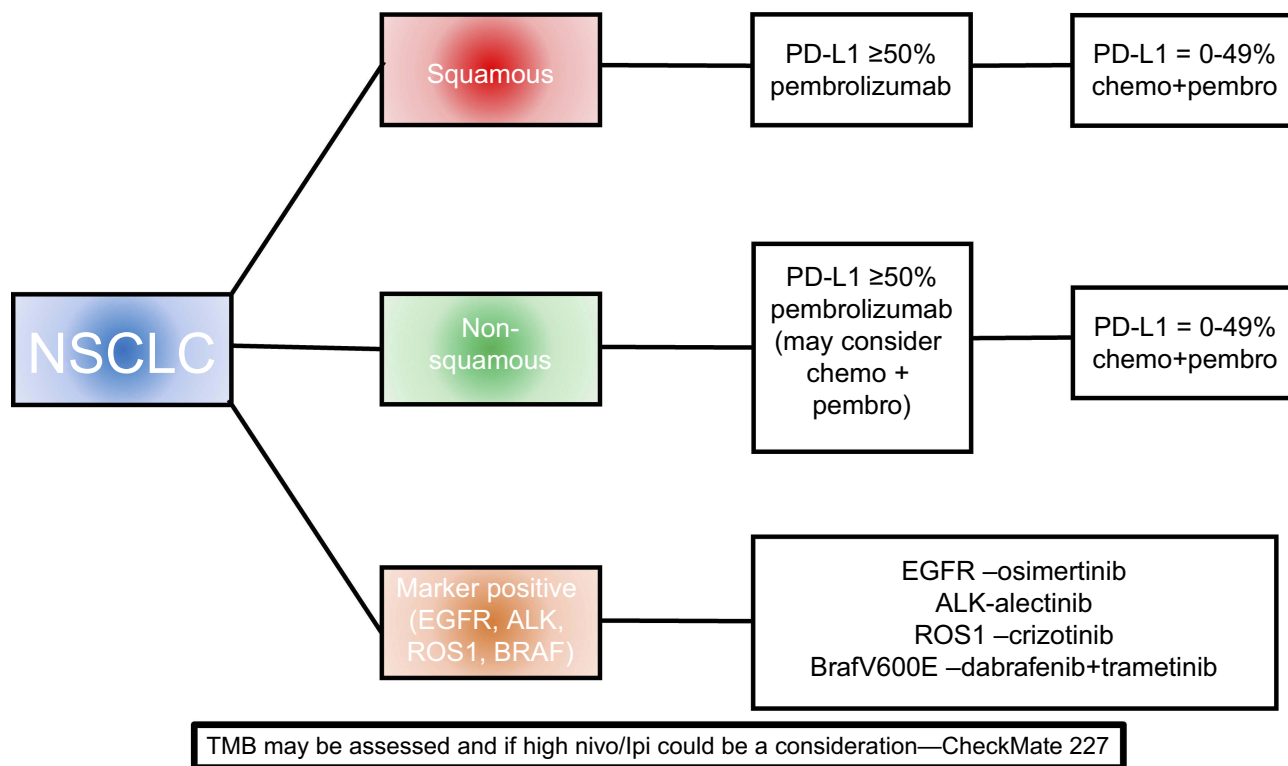 Squamous
PD-L1 ≥50%
pembrolizumab
PD-L1 = 0-49%
chemo+pembro
NSCLC
Non-
squamous
PD-L1 ≥50%
pembrolizumab
(may consider
chemo +
pembro)
PD-L1 = 0-49%
chemo+pembro
Marker positive
(EGFR, ALK,
ROS1, BRAF)
EGFR –osimertinib
ALK-alectinib
ROS1 –crizotinib
BrafV600E –dabrafenib+trametinib
TMB may be assessed and if high nivo/Ipi could be a consideration—CheckMate 227